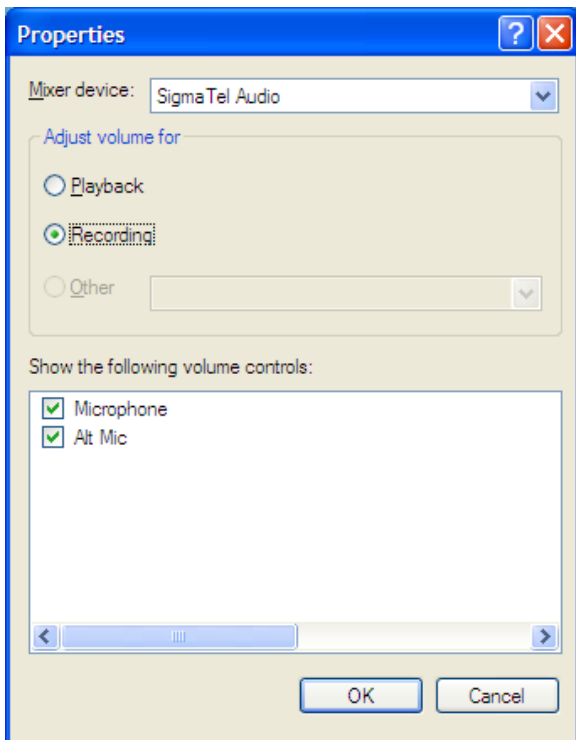 Properties
Mixer device: SigmaTel Audio
Adjust volume for
Playback
Recording
Other
Show the following volume controls:
Microphone
Alt Mic
OK Cancel